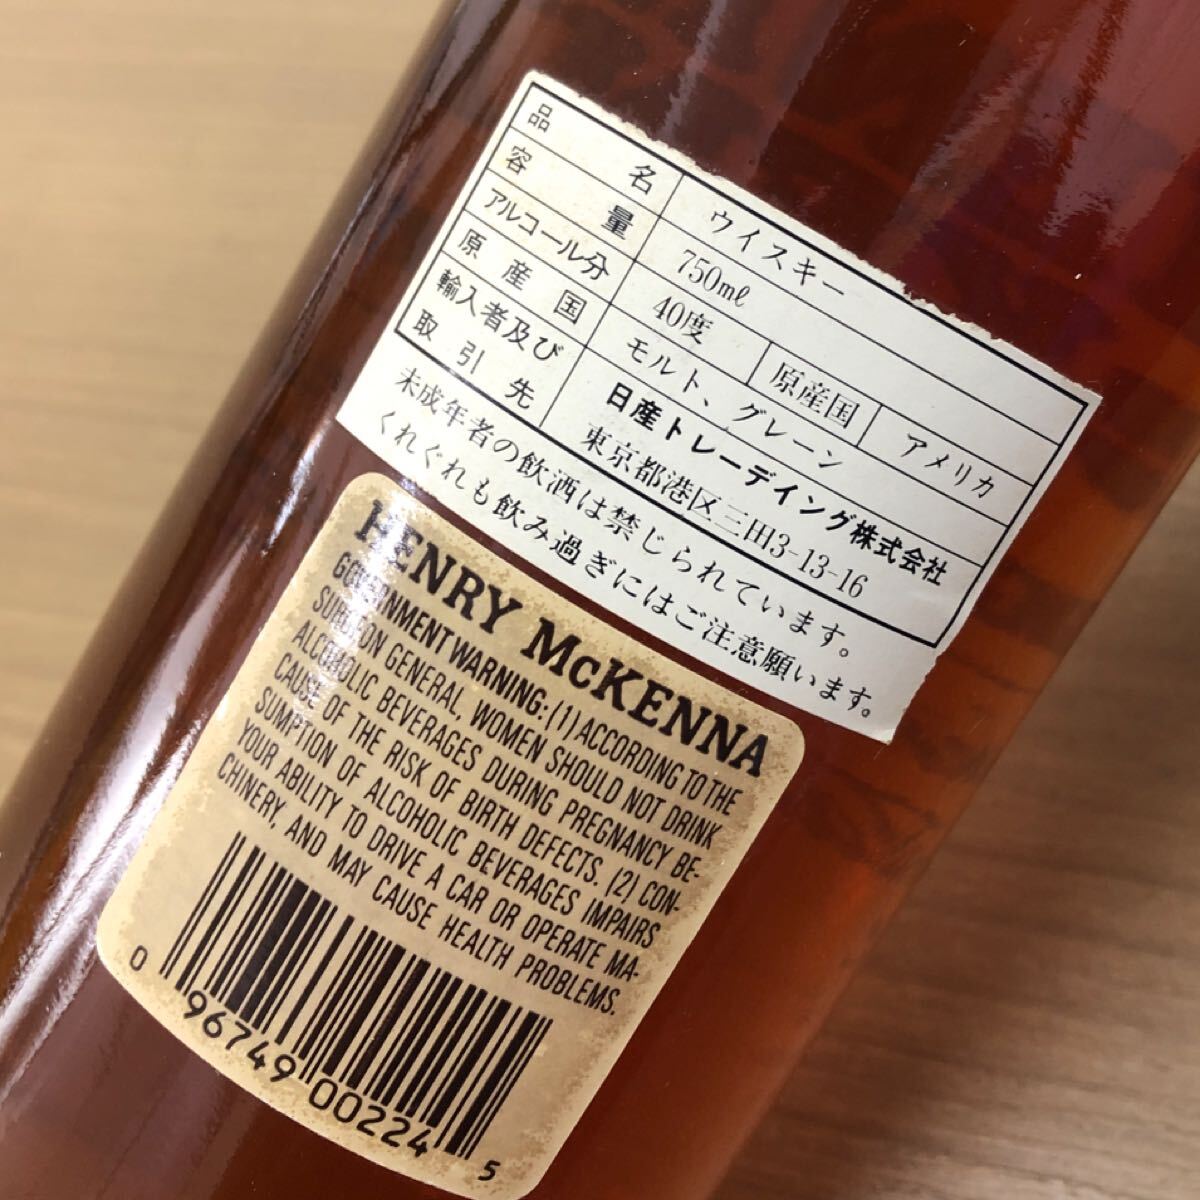 品名 ウイスキー
容量 750ml
アルコール分 40度 原産国 アメリカ
原産国 モルト、グレーン
輸入者及び 日産トレーデイング株式会社
取引先 東京都港区三田3-13-16
未成年者の飲酒は禁じられています。
くれぐれも飲み過ぎにはご注意願います。
HENRY McKENNA
GOVERNMENT WARNING: (1) ACCORDING TO THE
SURGEON GENERAL, WOMEN SHOULD NOT DRINK
ALCOHOLIC BEVERAGES DURING PREGNANCY BE-
CAUSE OF THE RISK OF BIRTH DEFECTS. (2) CON-
SUMPTION OF ALCOHOLIC BEVERAGES IMPAIRS
YOUR ABILITY TO DRIVE A CAR OR OPERATE MA-
CHINERY, AND MAY CAUSE HEALTH PROBLEMS.
0 96749 00224 5